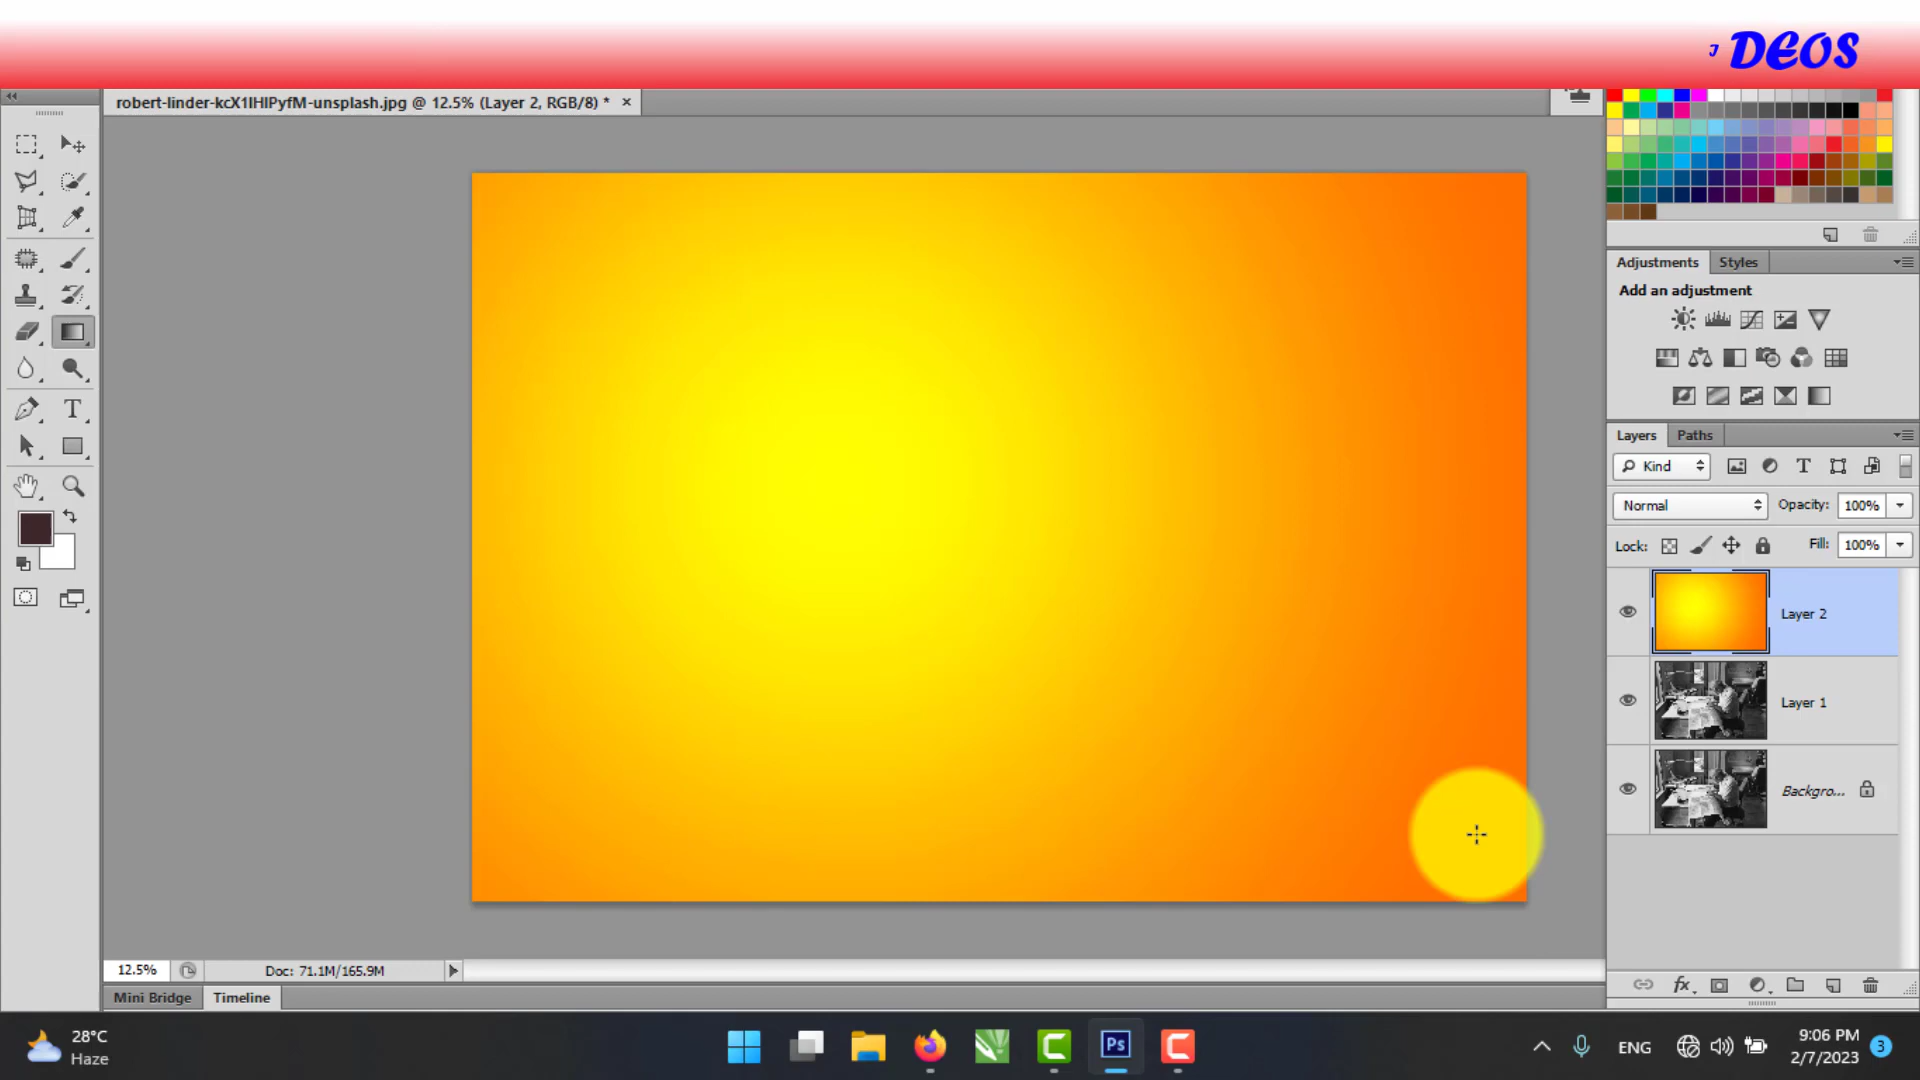 DEOS
robert-linder-kcX1IHIPyfM-unsplash.jpg @ 12.5% (Layer 2, RGB/8) * ×
Adjustments Styles
Add an adjustment
Layers Paths
Kind
Normal Opacity: 100%
Lock: Fill: 100%
Layer 2
Layer 1
Backgro...
12.5% Doc: 71.1M/165.9M
Mini Bridge Timeline
28°C
Haze
Ps
ENG
9:06 PM
2/7/2023
3